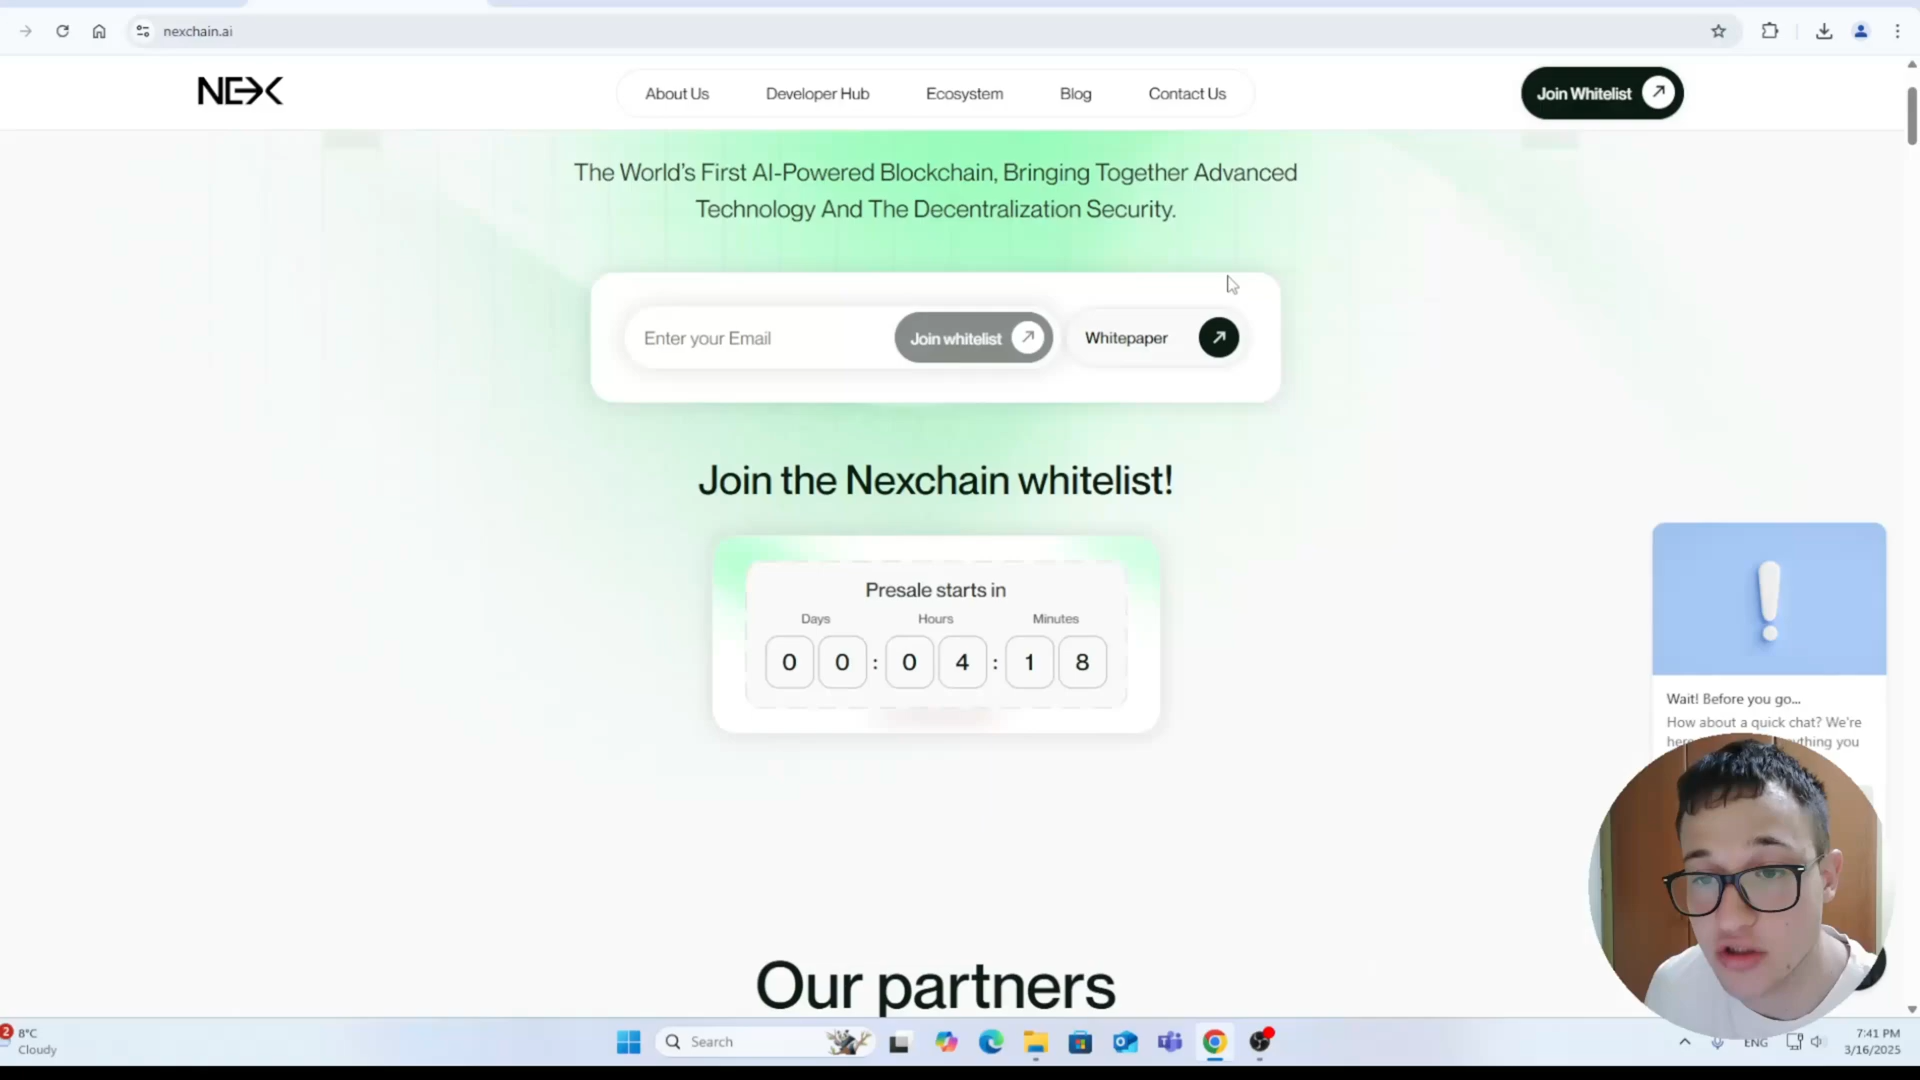 nexchain.ai
NEX
About Us
Developer Hub
Ecosystem
Blog
Contact Us
Join Whitelist
The World's First AI-Powered Blockchain, Bringing Together Advanced
Technology And The Decentralization Security.
Enter your Email
Join whitelist
Whitepaper
Join the Nexchain whitelist!
Presale starts in
Days Hours Minutes
0 0 : 0 4 : 1 8
Wait! Before you go...
How about a quick chat? We're
you
Our partners
2
8°C
Cloudy
Search
ENG
7:41 PM
3/16/2025